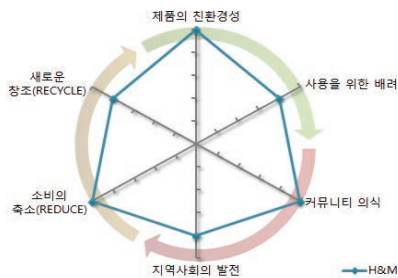 제품의 친환경성
새로운
창조(RECYCLE)
사용을 위한 배려
소비의
축소(REDUCE)
커뮤니티 의식
지역사회의 발전
H&M